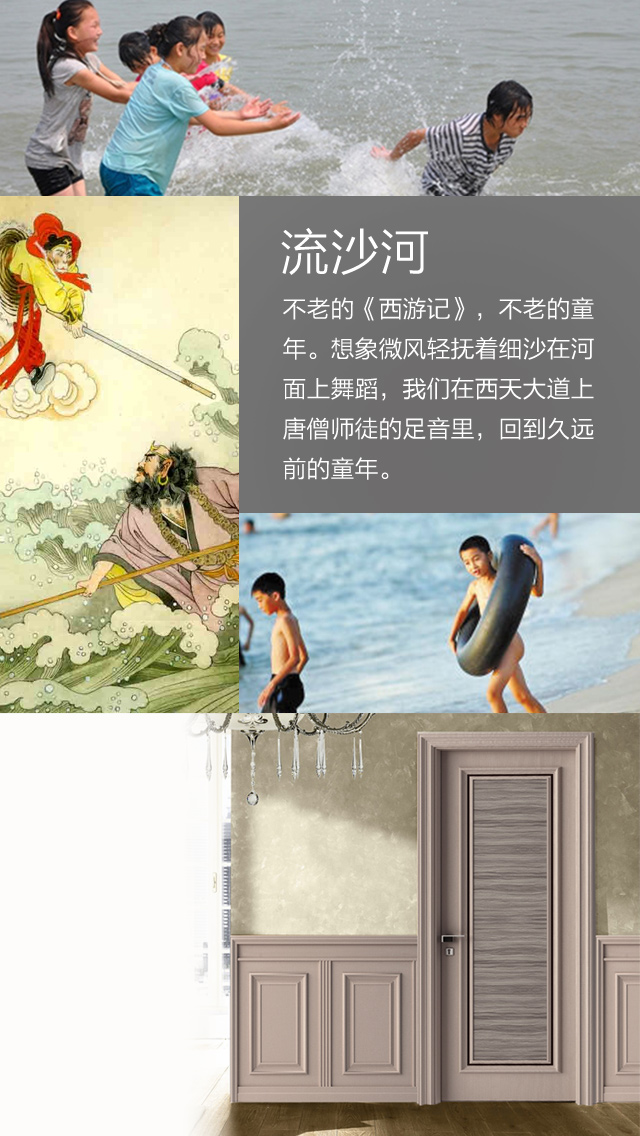 流沙河
不老的《西游记》，不老的童
年。想象微风轻抚着细沙在河
面上舞蹈，我们在西天大道上
唐僧师徒的足音里，回到久远
前的童年。